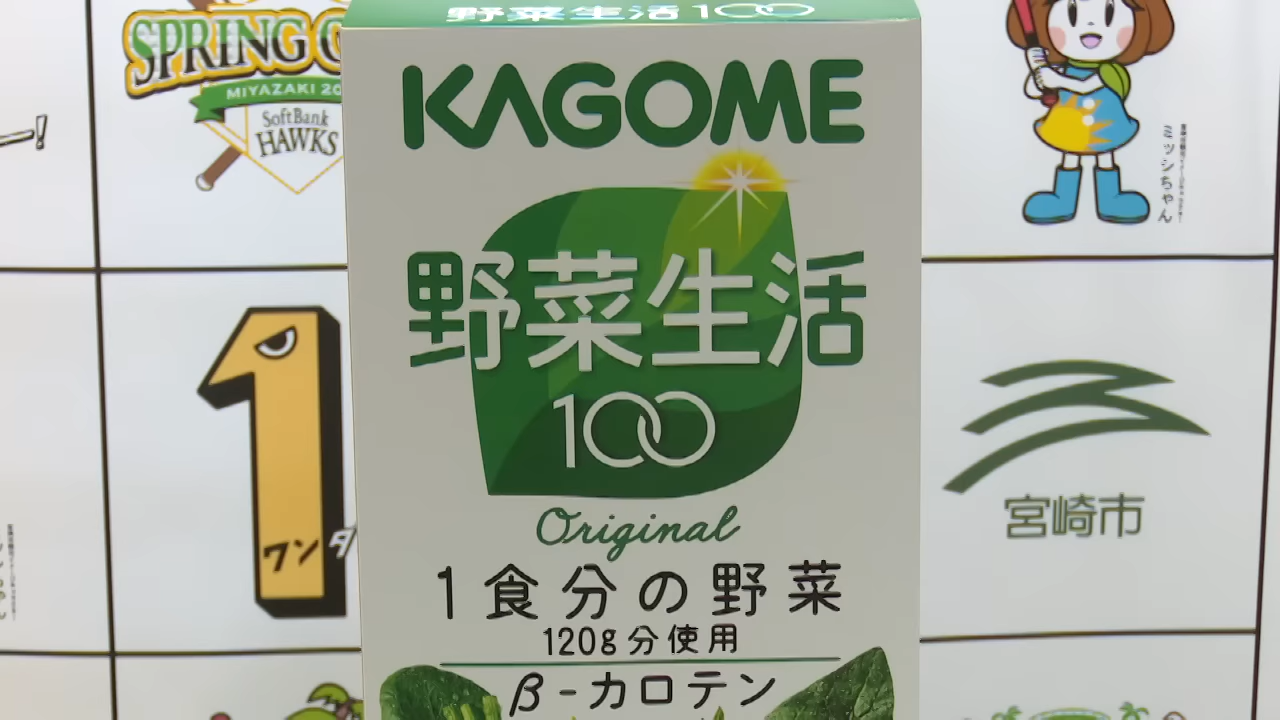 野菜生活100
KAGOME
野菜生活
100
Original
1食分の野菜
120g分使用
β-カロテン
SPRING
MIYAZAKI 20
SoftBank
HAWKS
ワンダ
ミッシちゃん
宮崎市